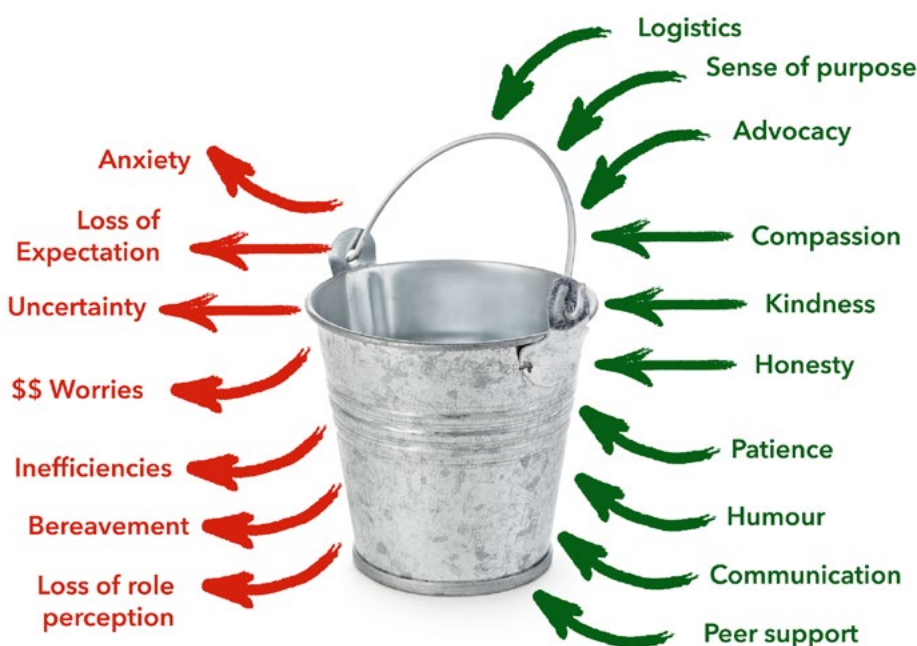 Anxiety
Loss of
Expectation
Uncertainty
$$ Worries
Inefficiencies
Bereavement
Loss of role
perception
Logistics
Sense of purpose
Advocacy
Compassion
Kindness
Honesty
Patience
Humour
Communication
Peer support